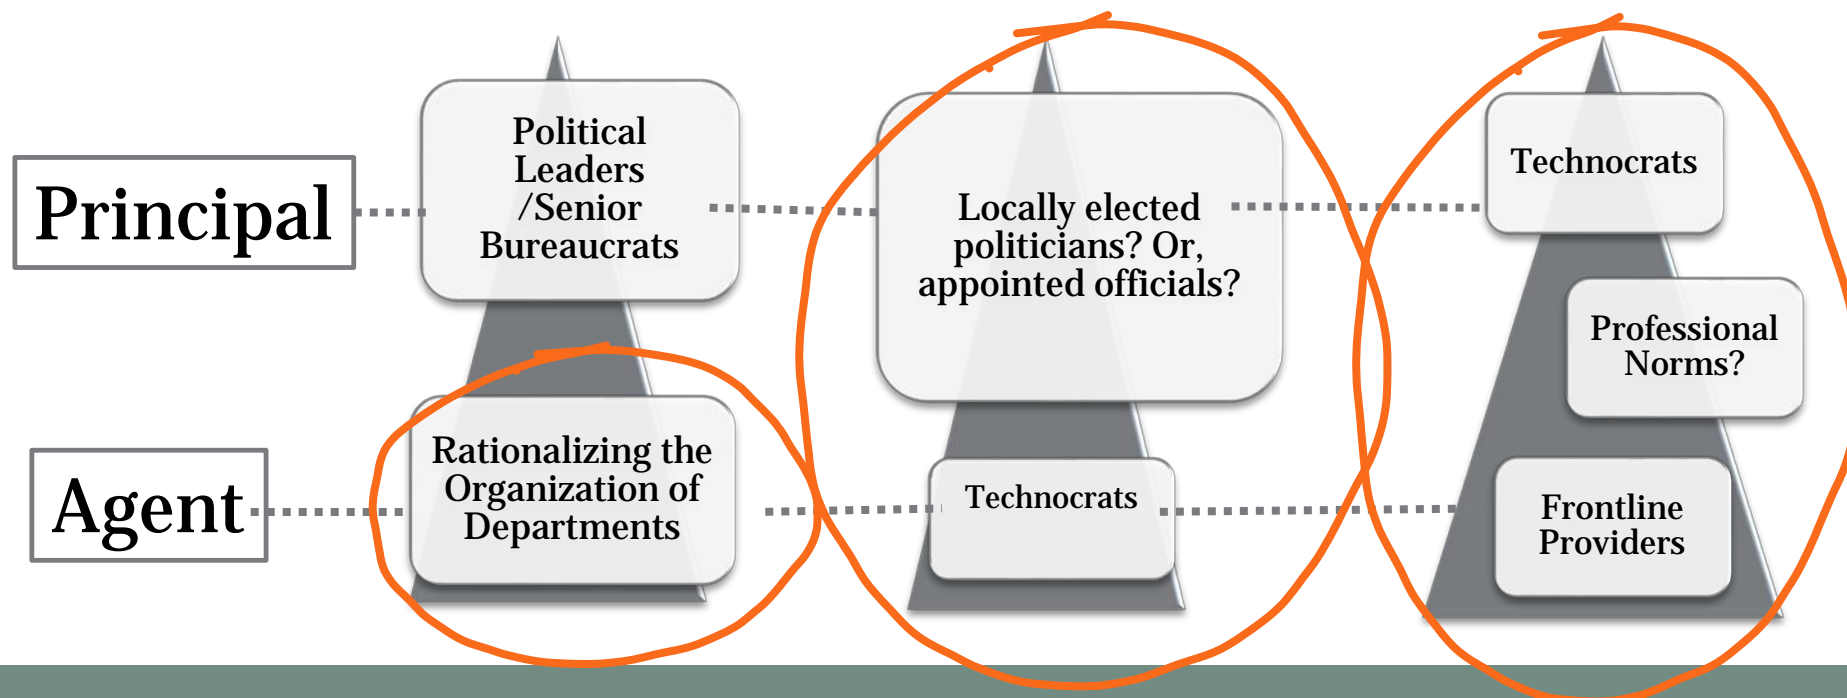 Principal
Political
Leaders
/Senior
Bureaucrats
Locally elected
politicians? Or,
appointed officials?
Technocrats
Professional
Norms?
Agent
Rationalizing the
Organization of
Departments
Technocrats
Frontline
Providers